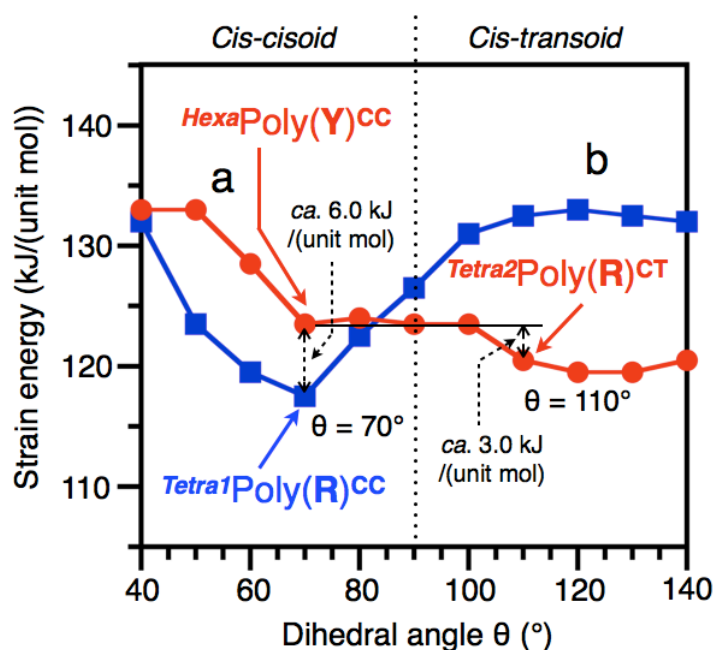 Cis-cisoid
Cis-transoid
Strain energy (kJ/(unit mol))
140
130
120
110
HexaPoly(Y)CC
a
b
ca. 6.0 kJ
/(unit mol)
Tetra2Poly(R)CT
θ = 70°
θ = 110°
Tetra1Poly(R)CC
ca. 3.0 kJ
/(unit mol)
40
60
80
100
120
140
Dihedral angle θ (°)